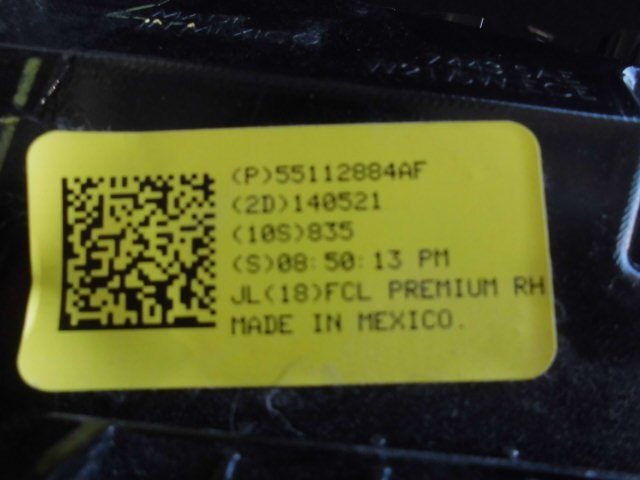 (P)55112884AF
(2D)140521
(10S)835
(S)08:50:13 PM
JL(18)FCL PREMIUM RH
MADE IN MEXICO.